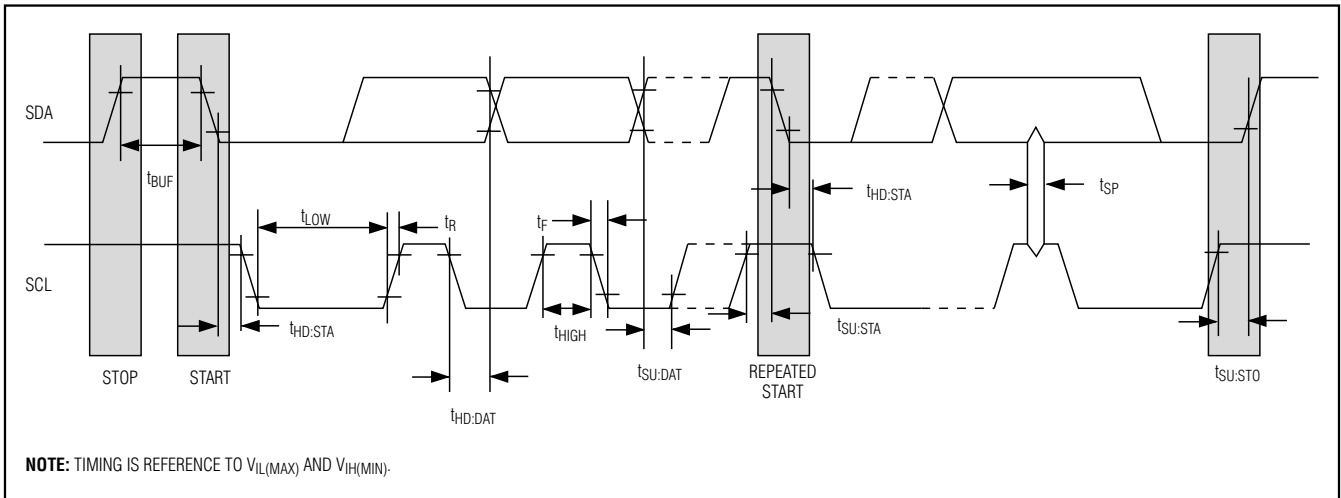 SDA
tBUF
tLOW
tR
tF
tHD:STA
tSP
SCL
tHD:STA
tHIGH
tSU:STA
tSU:DAT
tSU:STO
STOP
START
REPEATED
START
tHD:DAT
NOTE: TIMING IS REFERENCE TO VIL(MAX) AND VIH(MIN).